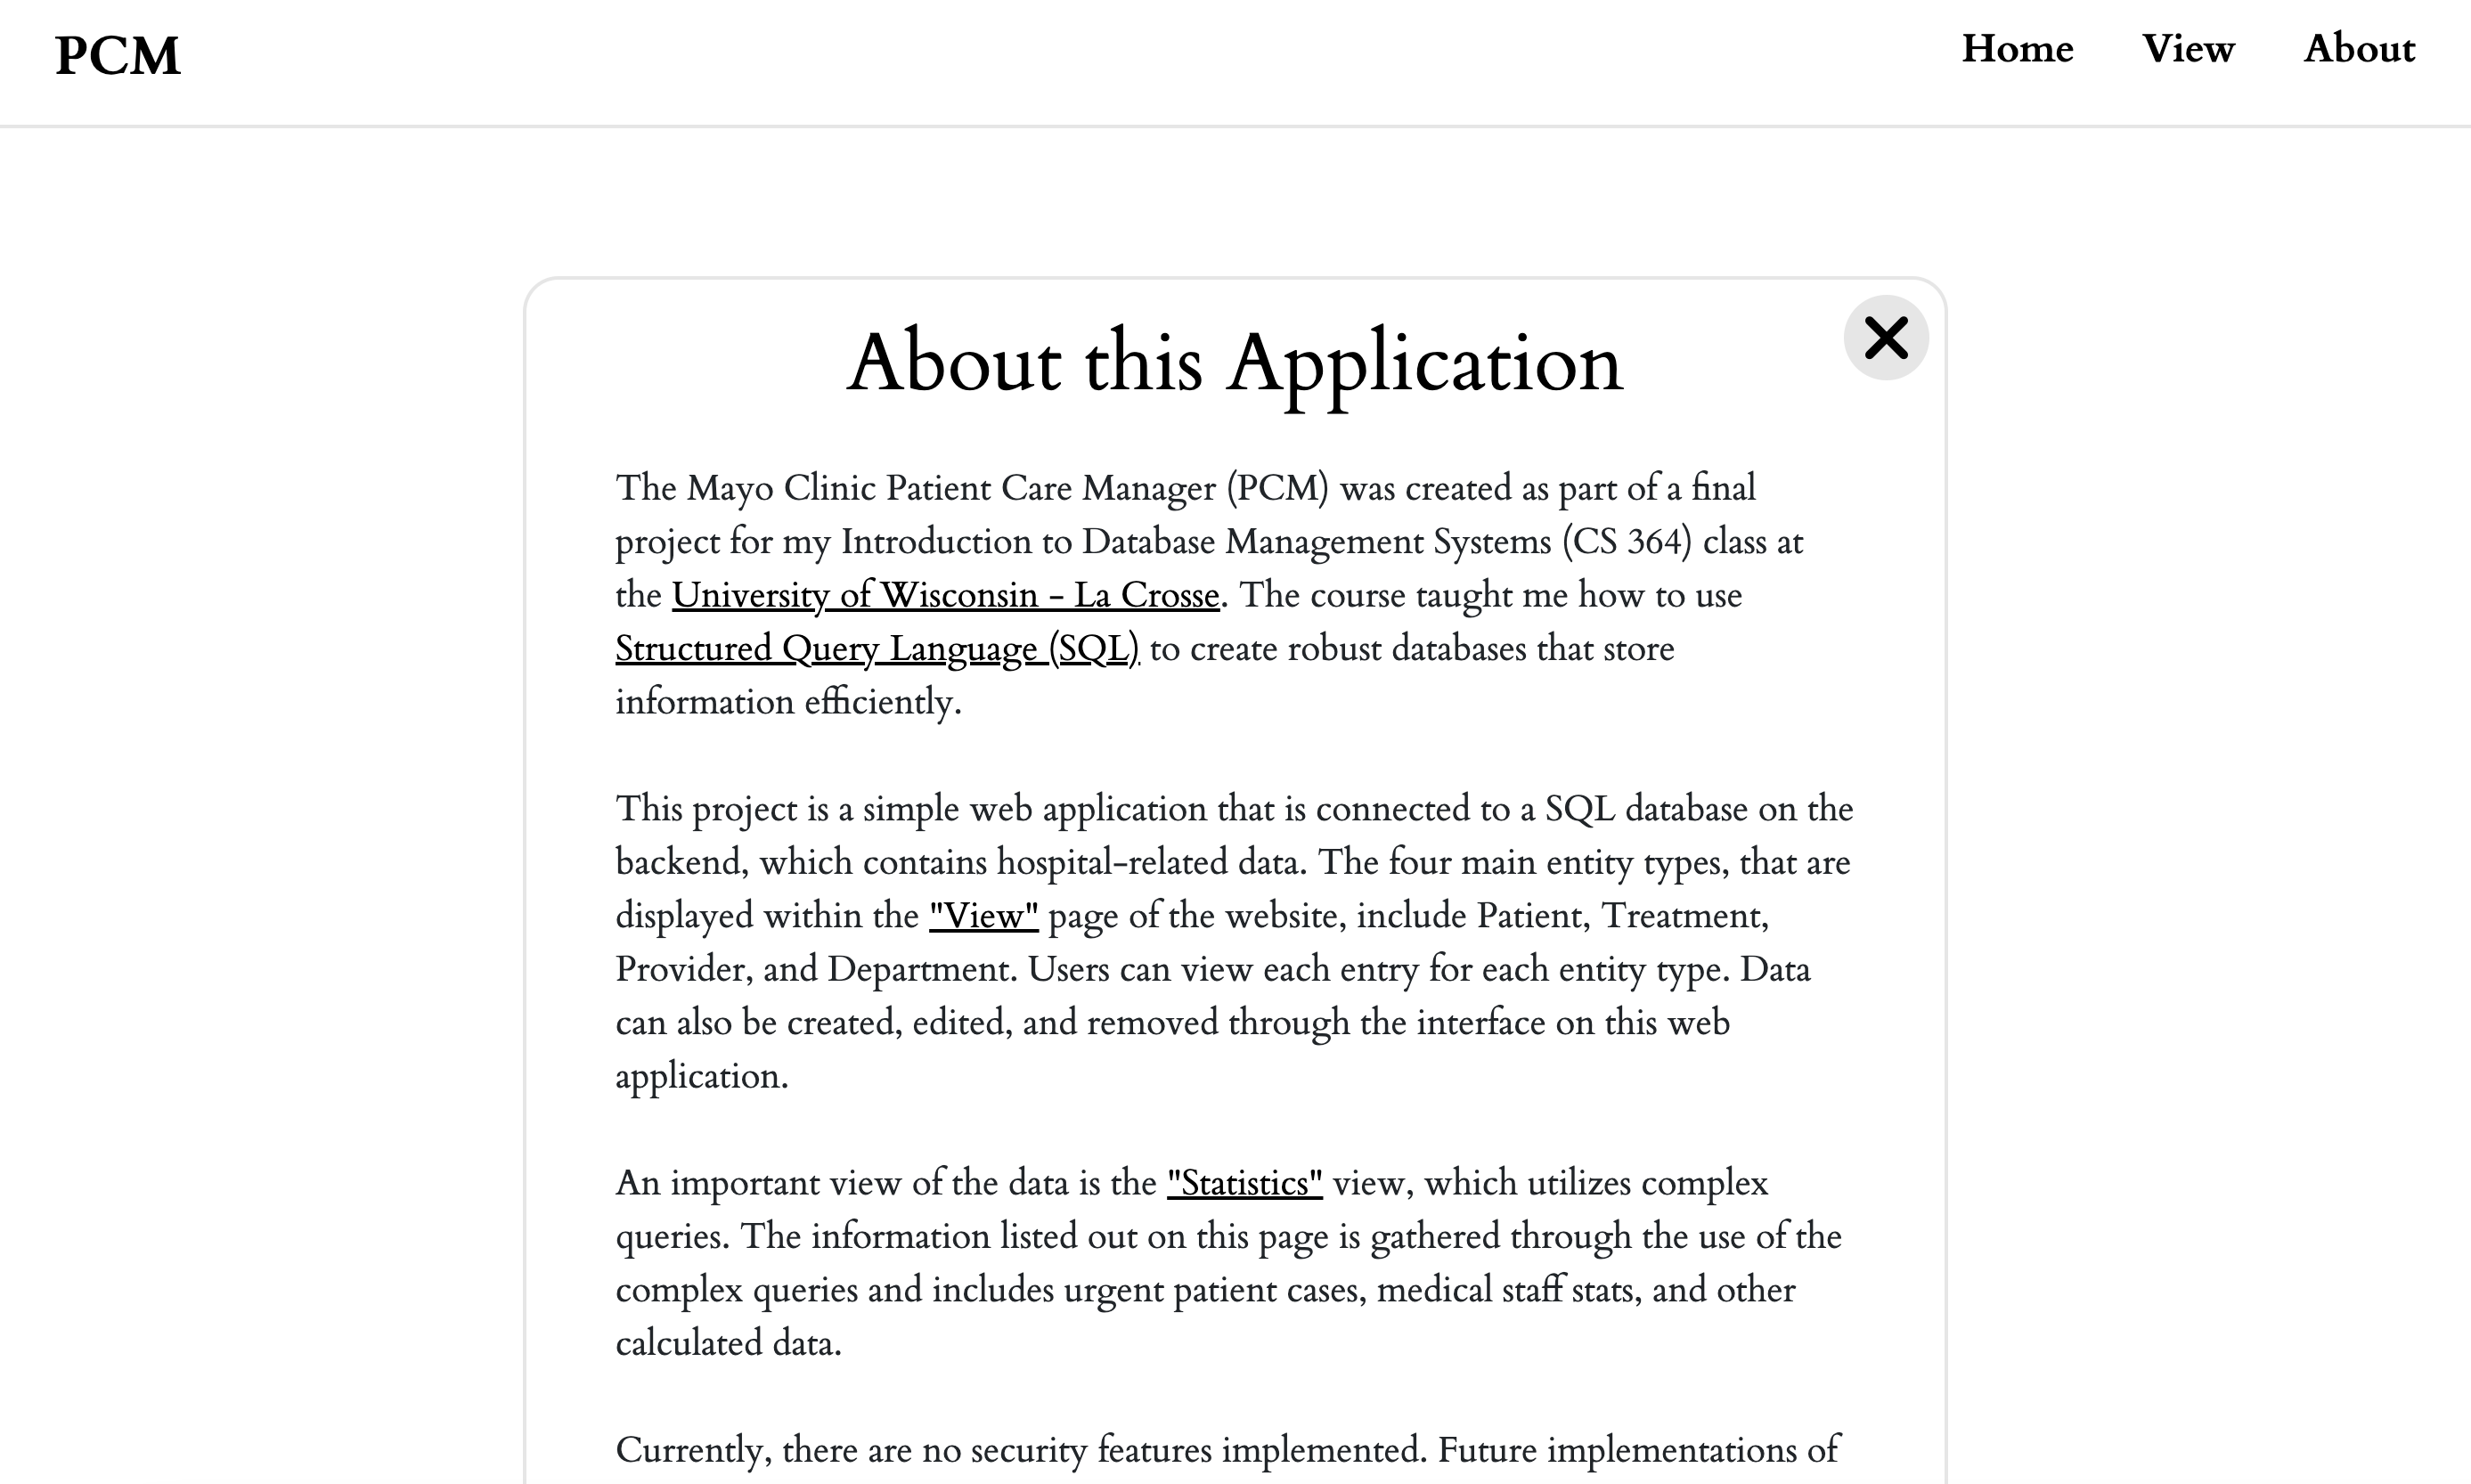 PCM
Home View About
About this Application
The Mayo Clinic Patient Care Manager (PCM) was created as part of a final
project for my Introduction to Database Management Systems (CS 364) class at
the University of Wisconsin - La Crosse. The course taught me how to use
Structured Query Language (SQL) to create robust databases that store
information efficiently.
This project is a simple web application that is connected to a SQL database on the
backend, which contains hospital-related data. The four main entity types, that are
displayed within the "View" page of the website, include Patient, Treatment,
Provider, and Department. Users can view each entry for each entity type. Data
can also be created, edited, and removed through the interface on this web
application.
An important view of the data is the "Statistics" view, which utilizes complex
queries. The information listed out on this page is gathered through the use of the
complex queries and includes urgent patient cases, medical staff stats, and other
calculated data.
Currently, there are no security features implemented. Future implementations of